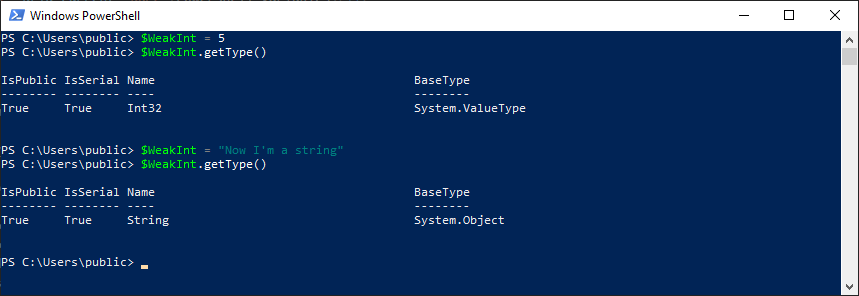 Windows PowerShell
PS C:\Users\public> $WeakInt = 5
PS C:\Users\public> $WeakInt.getType()
IsPublic IsSerial Name                                     BaseType
-------- -------- ----                                     --------
True     True     Int32                                    System.ValueType
PS C:\Users\public> $WeakInt = "Now I'm a string"
PS C:\Users\public> $WeakInt.getType()
IsPublic IsSerial Name                                     BaseType
-------- -------- ----                                     --------
True     True     String                                   System.Object
PS C:\Users\public>